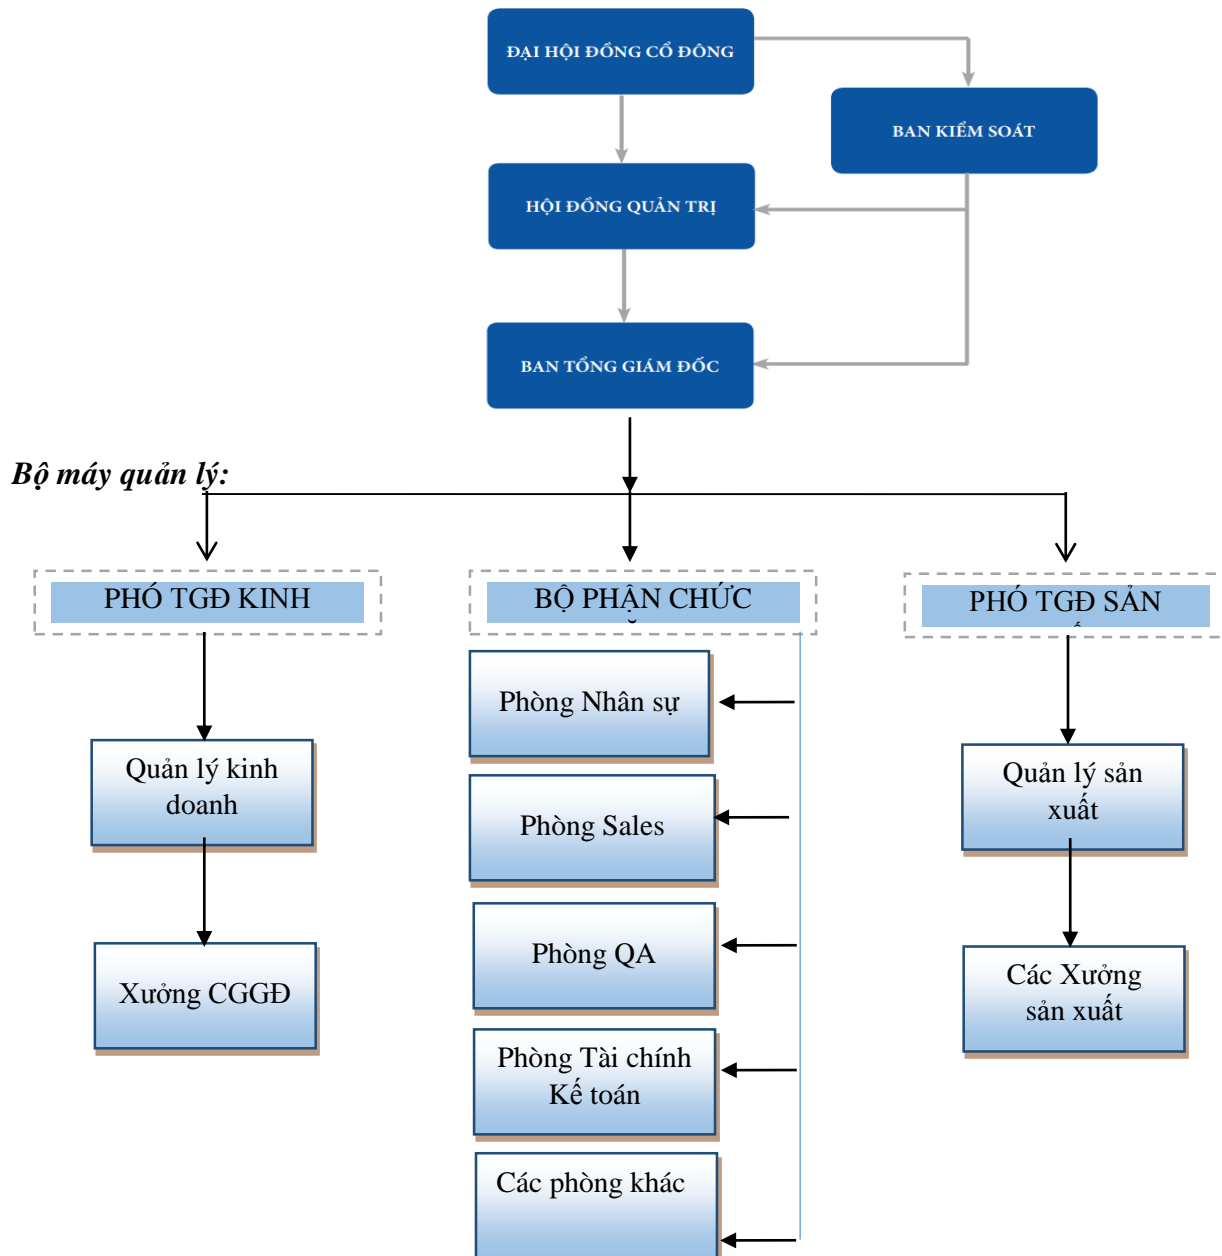 ĐẠI HỘI ĐỒNG CỔ ĐÔNG
BAN KIỂM SOÁT
HỘI ĐỒNG QUẢN TRỊ
BAN TỔNG GIÁM ĐỐC
Bộ máy quản lý:
PHÓ TGĐ KINH
BỘ PHẬN CHỨC
PHÓ TGĐ SẢN
Phòng Nhân sự
Quản lý kinh
doanh
Quản lý sản
xuất
Phòng Sales
Phòng QA
Xưởng CGGĐ
Các Xưởng
sản xuất
Phòng Tài chính
Kế toán
Các phòng khác